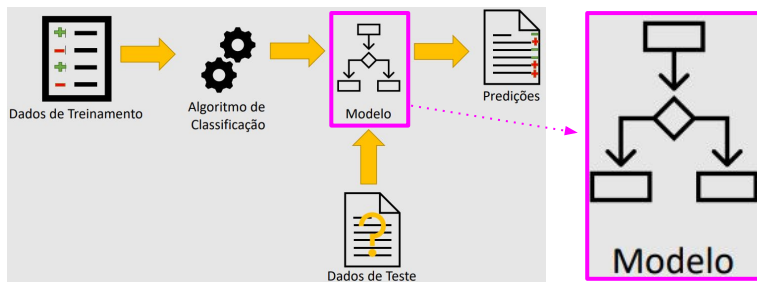 Dados de Treinamento
Algoritmo de
Classificação
Modelo
Predições
Dados de Teste
Modelo